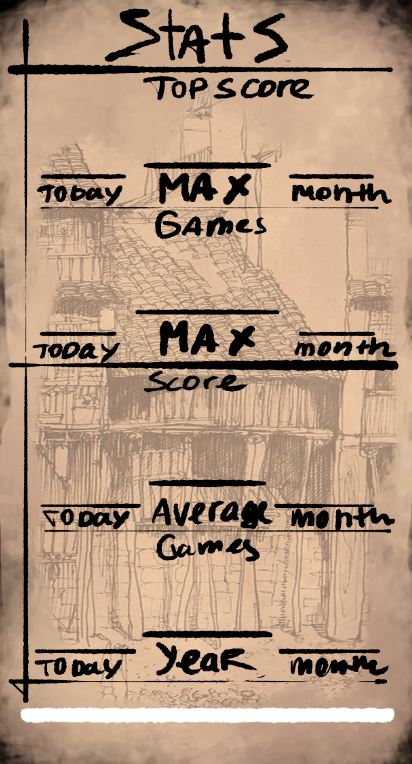 Stats
Top score
Today MAX Month
Games
Today MAX month
Score
Today Average Month
Games
Today Year month